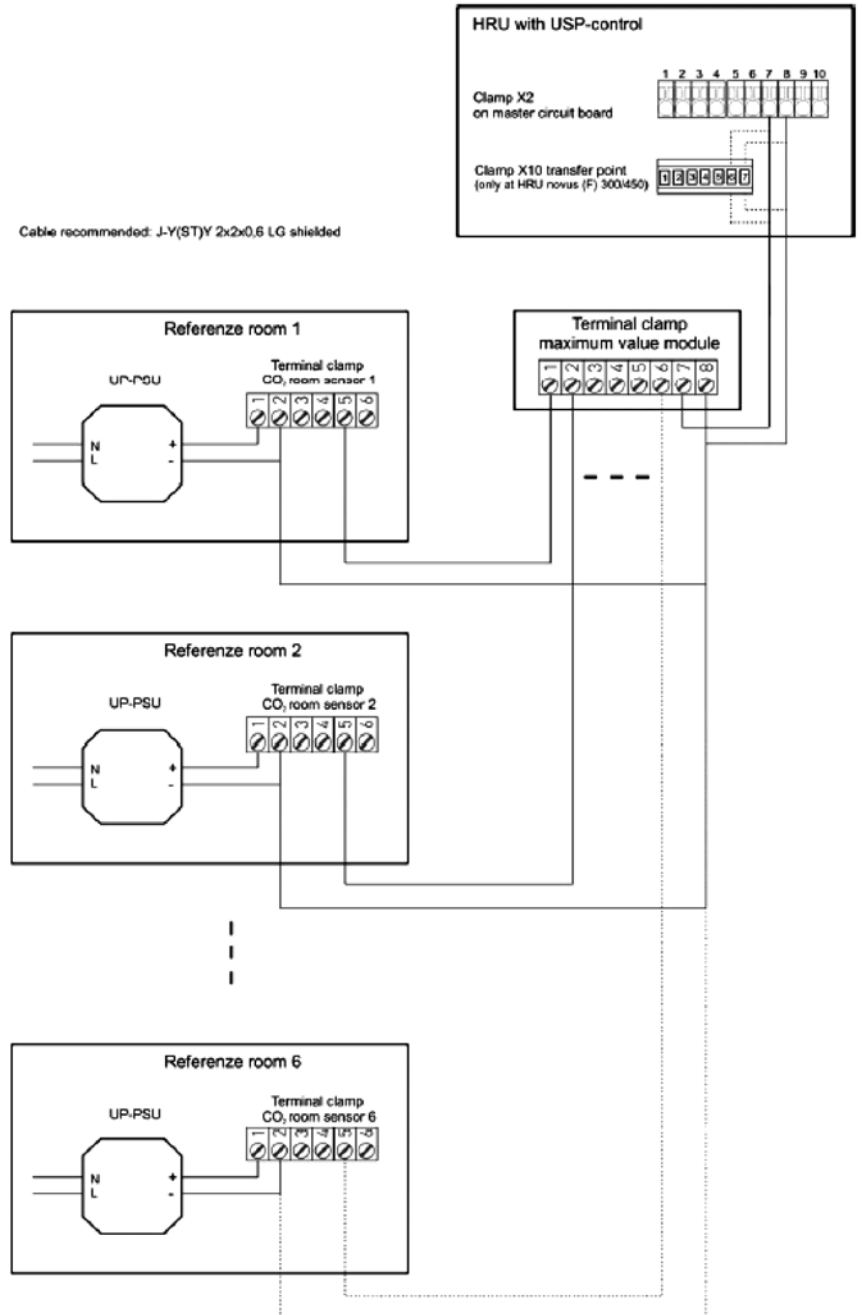 HRU with USP-control
1 2 3 4 5 6 7 8 9 10
Clamp X2
on master circuit board
Clamp X10 transfer point
(only at HRU novus (F) 300/450)
1 2 3 4 5 6 7
Cable recommended: J-Y(ST)Y 2x2x0,6 LG shielded
Referenze room 1
Terminal clamp
maximum value module
1 2 3 4 5 6 7 8
UP-PSU
Terminal clamp
CO₂ room sensor 1
1 2 3 4 5 6
N +
L -
Referenze room 2
UP-PSU
Terminal clamp
CO₂ room sensor 2
1 2 3 4 5 6
N +
L -
Referenze room 6
UP-PSU
Terminal clamp
CO₂ room sensor 6
1 2 3 4 5 6
N +
L -